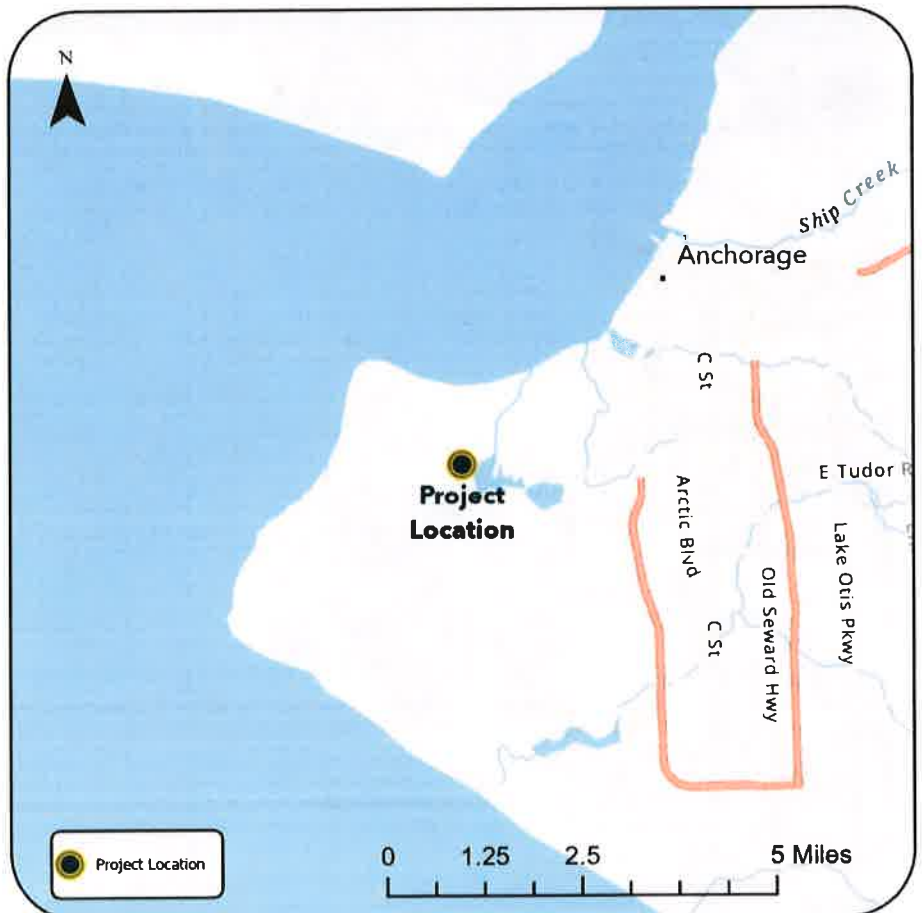 N
Ship Creek
Anchorage
C St
E Tudor R
Project
Location
Arctic Blvd
Old Seward Hwy
Lake Otis Pkwy
C St
Project Location
0 1.25 2.5 5 Miles